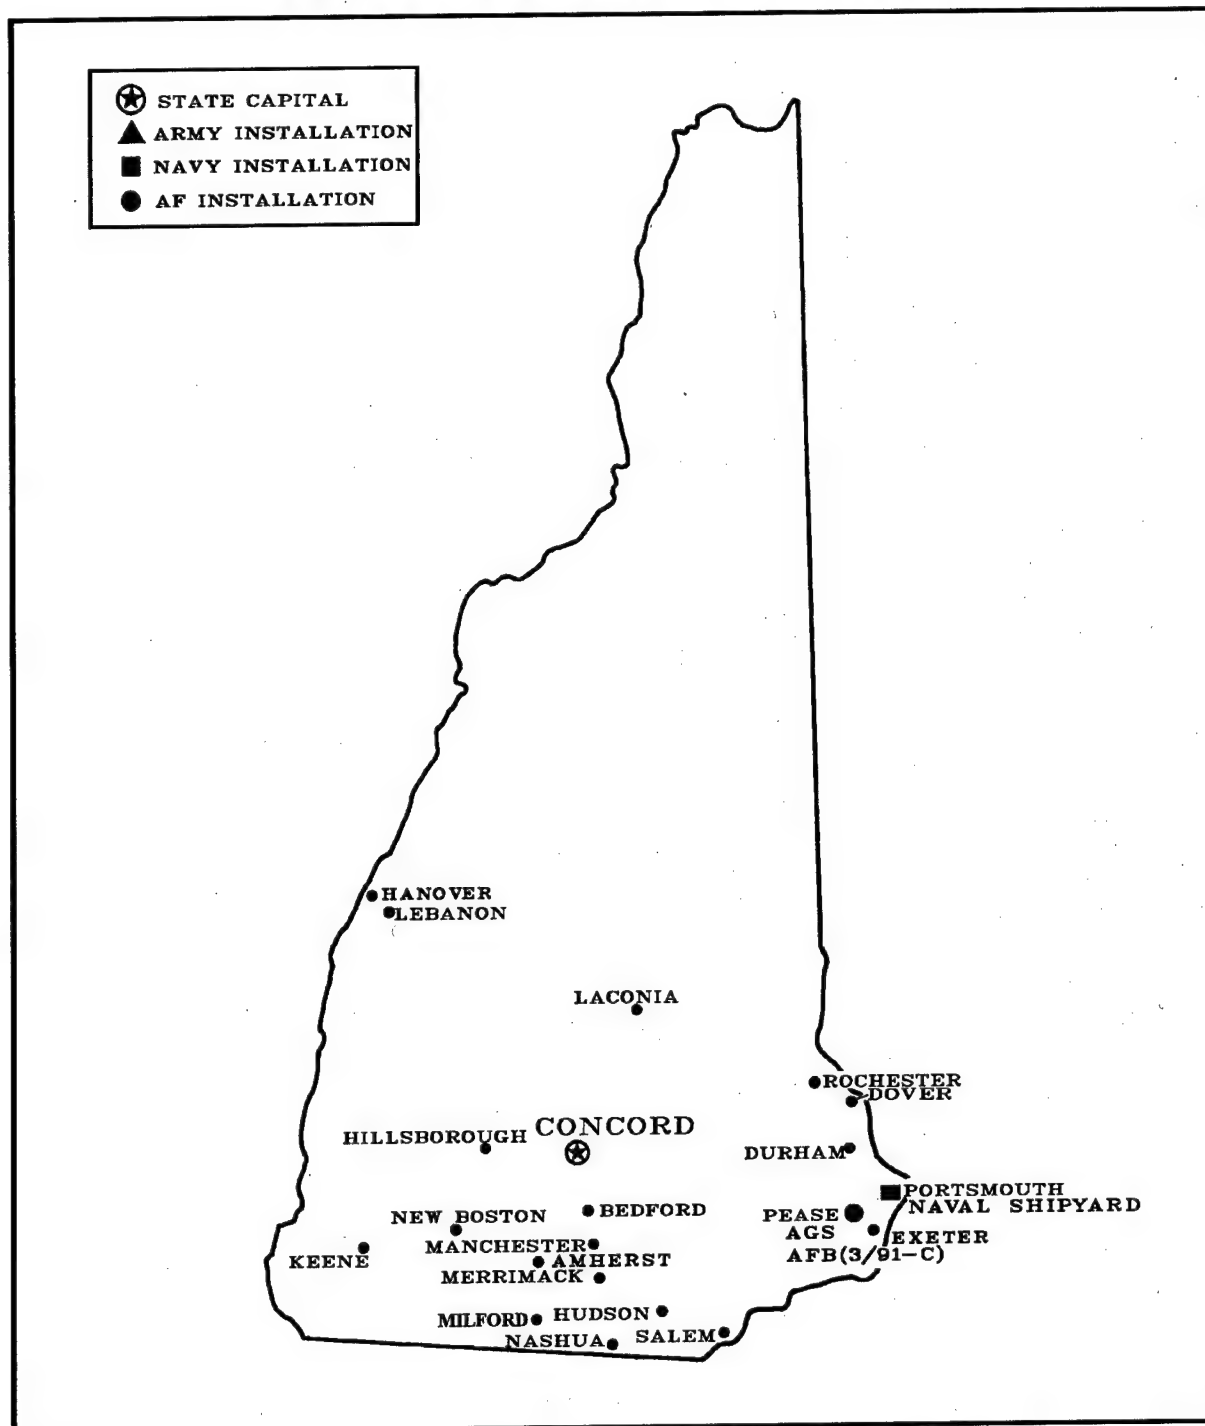 STATE CAPITAL
ARMY INSTALLATION
NAVY INSTALLATION
AF INSTALLATION
HANOVER
LEBANON
LACONIA
ROCHESTER
DOVER
HILLSBOROUGH
CONCORD
DURHAM
PORTSMOUTH
NAVAL SHIPYARD
NEW BOSTON
BEDFORD
PEASE
AGS
AFB(3/91-C)
EXETER
KEENE
MANCHESTER
AMHERST
MERRIMACK
MILFORD
HUDSON
NASHUA
SALEM